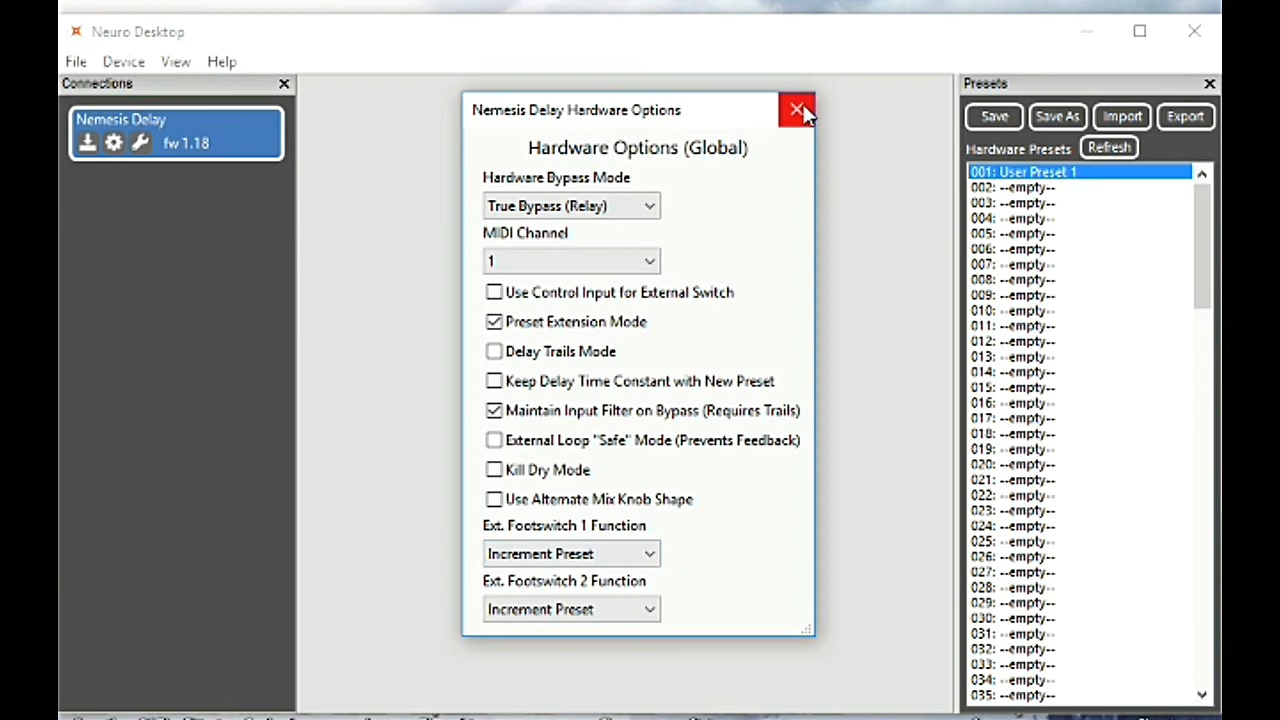 Neuro Desktop
File Device View Help
Connections
Nemesis Delay
fw 1.18
Nemesis Delay Hardware Options
Hardware Options (Global)
Hardware Bypass Mode
True Bypass (Relay)
MIDI Channel
1
Use Control Input for External Switch
Preset Extension Mode
Delay Trails Mode
Keep Delay Time Constant with New Preset
Maintain Input Filter on Bypass (Requires Trails)
External Loop "Safe" Mode (Prevents Feedback)
Kill Dry Mode
Use Alternate Mix Knob Shape
Ext. Footswitch 1 Function
Increment Preset
Ext. Footswitch 2 Function
Increment Preset
Presets
Save Save As Import Export
Hardware Presets Refresh
001: User Preset 1
002: --empty--
003: --empty--
004: --empty--
005: --empty--
006: --empty--
007: --empty--
008: --empty--
009: --empty--
010: --empty--
011: --empty--
012: --empty--
013: --empty--
014: --empty--
015: --empty--
016: --empty--
017: --empty--
018: --empty--
019: --empty--
020: --empty--
021: --empty--
022: --empty--
023: --empty--
024: --empty--
025: --empty--
026: --empty--
027: --empty--
028: --empty--
029: --empty--
030: --empty--
031: --empty--
032: --empty--
033: --empty--
034: --empty--
035: --empty--